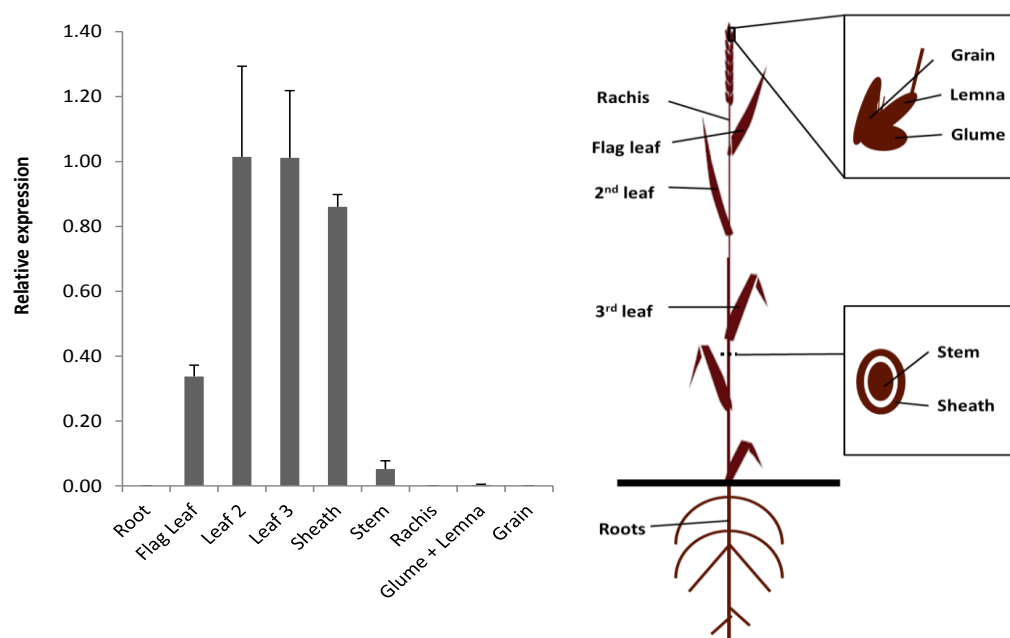 1.40
1.20
1.00
0.80
0.60
0.40
0.20
0.00
Relative expression
Root
Flag Leaf
Leaf 2
Leaf 3
Sheath
Stem
Rachis
Glume + Lemna
Grain
Rachis
Flag leaf
2nd leaf
3rd leaf
Roots
Grain
Lemna
Glume
Stem
Sheath